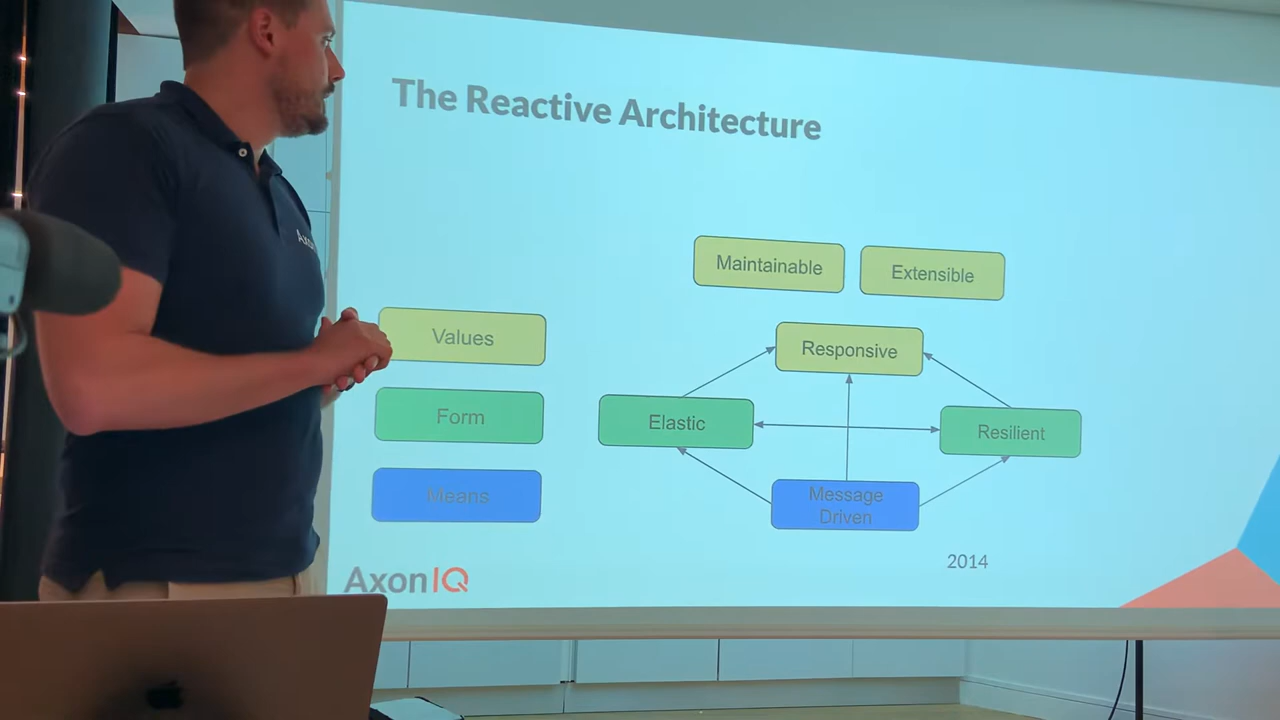 The Reactive Architecture
Maintainable
Extensible
Values
Responsive
Form
Elastic
Resilient
Means
Message
Driven
2014
AxonIQ